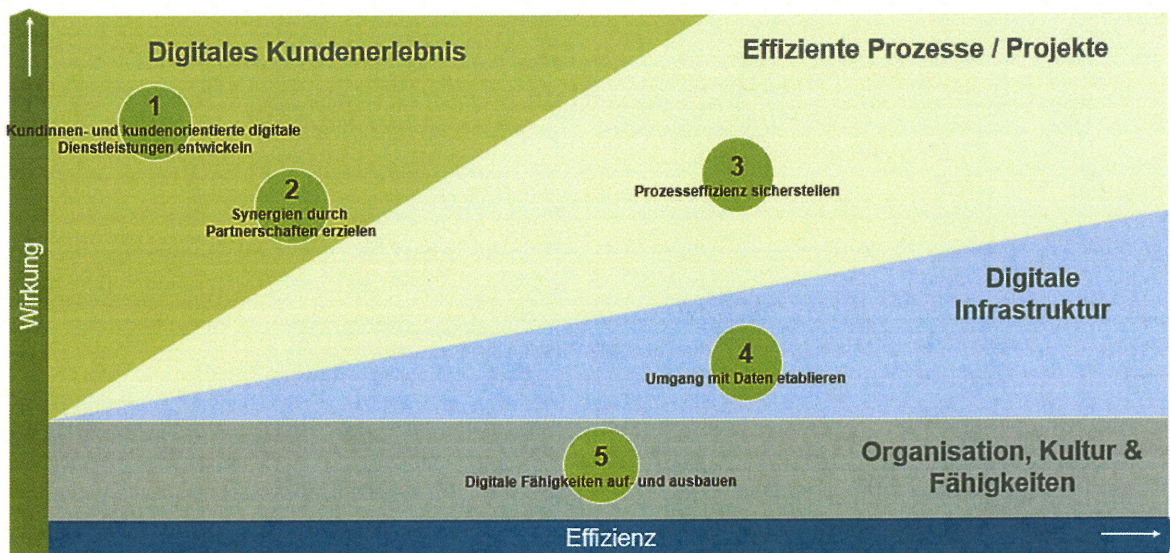 Digitales Kundenerlebnis
Effiziente Prozesse / Projekte
1
Kundinnen- und kundenorientierte digitale
Dienstleistungen entwickeln
2
Synergien durch
Partnerschaften erzielen
3
Prozesseffizienz sicherstellen
Digitale
Infrastruktur
4
Umgang mit Daten etablieren
5
Digitale Fähigkeiten auf- und ausbauen
Organisation, Kultur &
Fähigkeiten
Wirkung
Effizienz